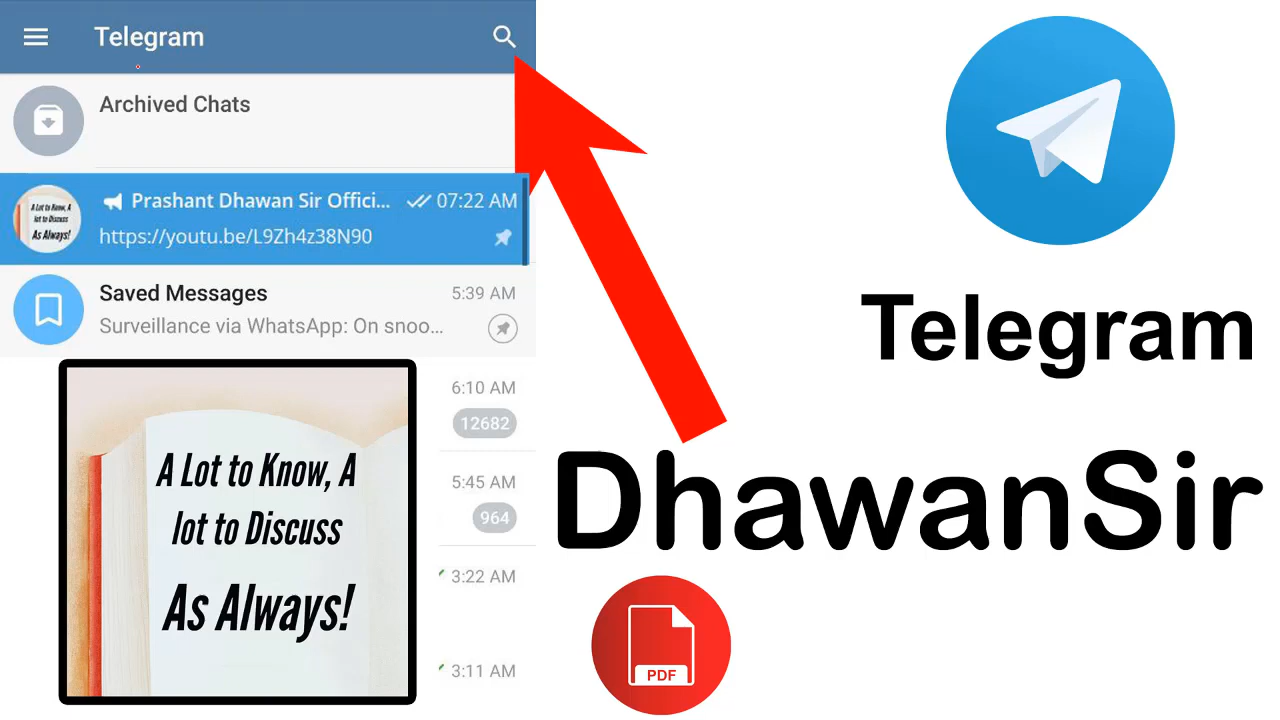 Telegram
Archived Chats
Prashant Dhawan Sir Offici... 07:22 AM
https://youtu.be/L9Zh4z38N90
Saved Messages 5:39 AM
Surveillance via WhatsApp: On snoo...
6:10 AM
12682
5:45 AM
964
3:22 AM
3:11 AM
A Lot to Know, A
lot to Discuss
As Always!
A Lot to Know, A
lot to Discuss
As Always!
Telegram
DhawanSir
PDF